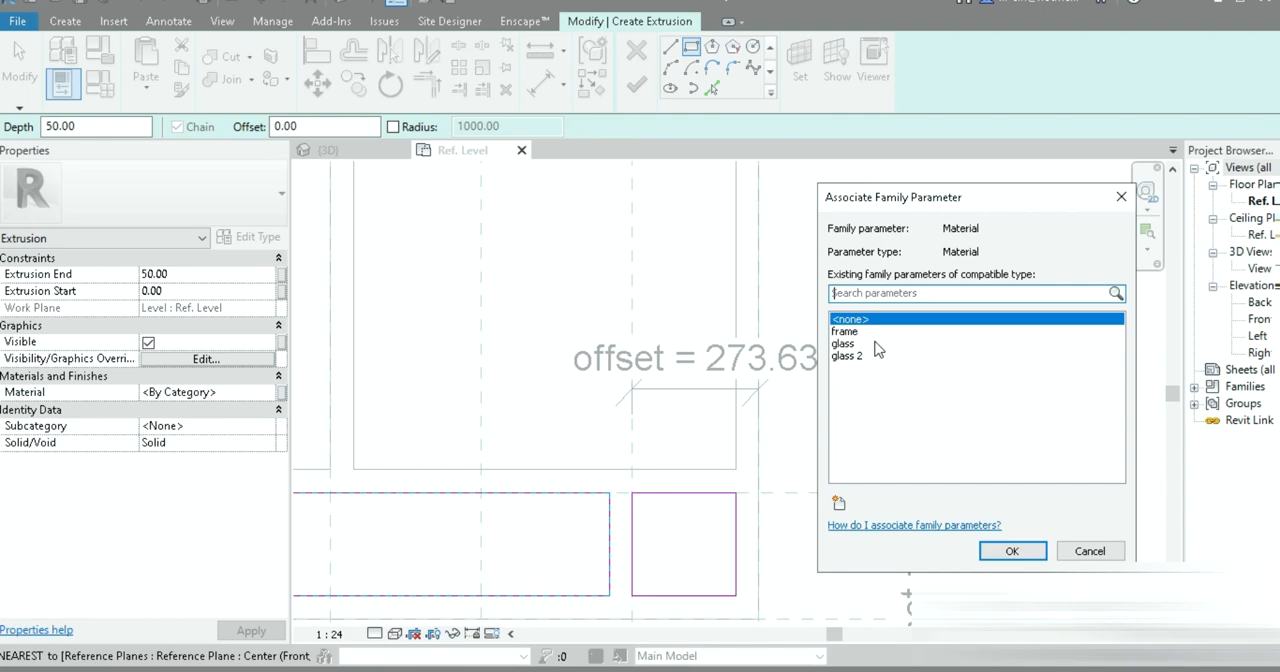 File Create Insert Annotate View Manage Add-Ins Issues Site Designer Enscape™ Modify | Create Extrusion
Modify Paste Cut Join Set Show Viewer
Depth 50.00 Chain Offset: 0.00 Radius: 1000.00
Properties {3D} Ref. Level Project Browser...
R
Extrusion Edit Type
Constraints
Extrusion End 50.00
Extrusion Start 0.00
Work Plane Level : Ref. Level
Graphics
Visible
Visibility/Graphics Overri... Edit...
Materials and Finishes
Material <By Category>
Identity Data
Subcategory <None>
Solid/Void Solid
Properties help Apply
offset = 273.63
Associate Family Parameter
Family parameter: Material
Parameter type: Material
Existing family parameters of compatible type:
Search parameters
<none>
frame
glass
glass 2
How do I associate family parameters?
OK Cancel
2D
Views (all
Floor Plan
Ref. L
Ceiling Pl
Ref. L
3D View:
View
Elevations
Back
Fron
Left
Righ
Sheets (all
Families
Groups
Revit Link
1 : 24
NEAREST to [Reference Planes : Reference Plane : Center (Front, :0 Main Model